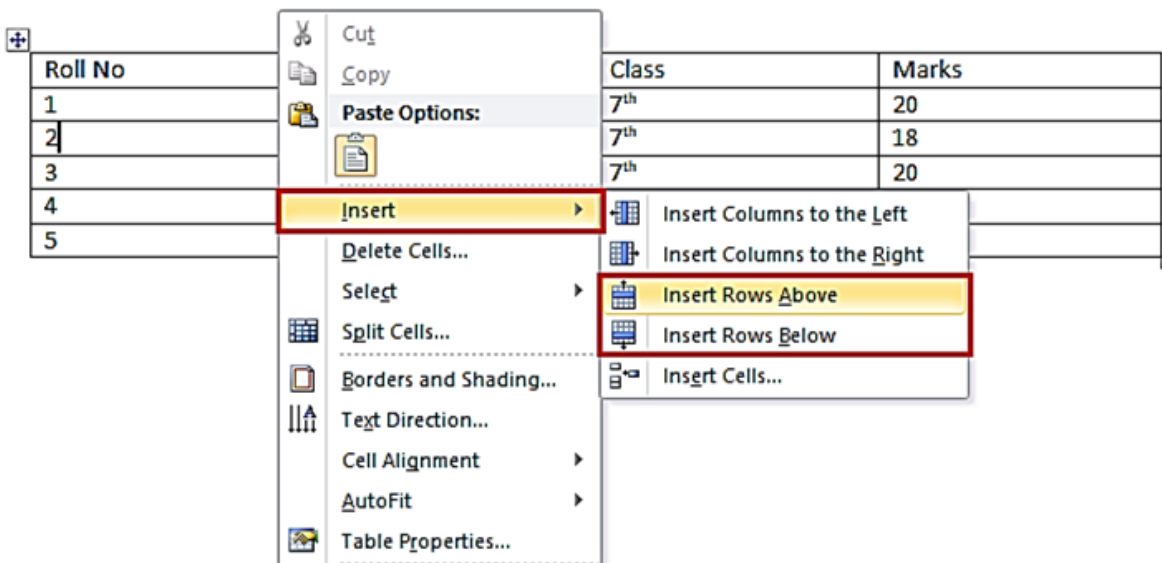 Roll No Class Marks
1 7th 20
2 7th 18
3 7th 20
4
5
Cut
Copy
Paste Options:
Insert
Delete Cells...
Select
Split Cells...
Borders and Shading...
Text Direction...
Cell Alignment
AutoFit
Table Properties...
Insert Columns to the Left
Insert Columns to the Right
Insert Rows Above
Insert Rows Below
Insert Cells...